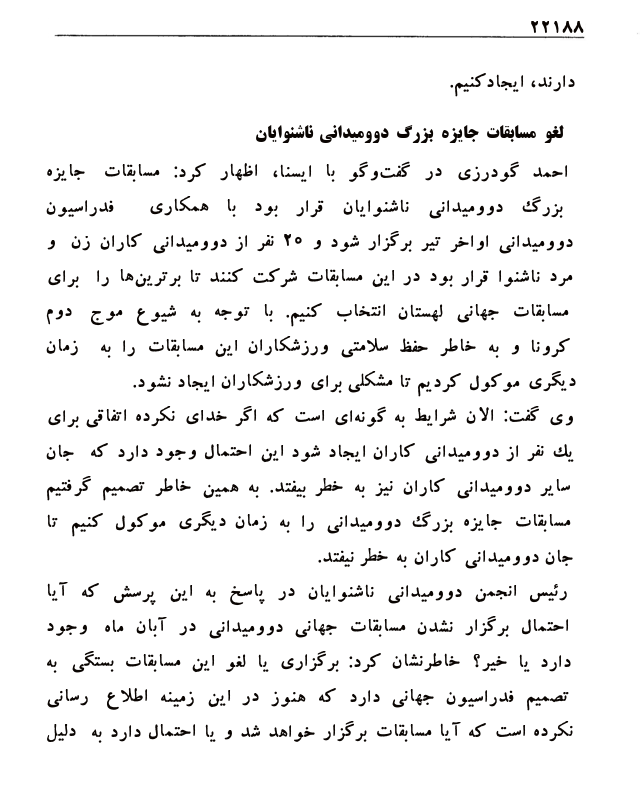 ۲۲۱۸۸
دارند، ایجاد کنیم.
لغو مسابقات جایزه بزرگ دوومیدانی ناشنوایان
احمد گودرزی در گفت‌وگو با ایسنا، اظهار کرد: مسابقات جایزه
بزرگ دوومیدانی ناشنوایان قرار بود با همکاری فدراسیون
دوومیدانی اواخر تیر برگزار شود و ۲۰ نفر از دوومیدانی کاران زن و
مرد ناشنوا قرار بود در این مسابقات شرکت کنند تا برترین‌ها را برای
مسابقات جهانی لهستان انتخاب کنیم. با توجه به شیوع موج دوم
کرونا و به خاطر حفظ سلامتی ورزشکاران این مسابقات را به زمان
دیگری موکول کردیم تا مشکلی برای ورزشکاران ایجاد نشود.
وی گفت: الان شرایط به گونه‌ای است که اگر خدای نکرده اتفاقی برای
یك نفر از دوومیدانی کاران ایجاد شود این احتمال وجود دارد که جان
سایر دوومیدانی کاران نیز به خطر بیفتد. به همین خاطر تصمیم گرفتیم
مسابقات جایزه بزرگ دوومیدانی را به زمان دیگری موکول کنیم تا
جان دوومیدانی کاران به خطر نیفتد.
رئیس انجمن دوومیدانی ناشنوایان در پاسخ به این پرسش که آیا
احتمال برگزار نشدن مسابقات جهانی دوومیدانی در آبان ماه وجود
دارد یا خیر؟ خاطرنشان کرد: برگزاری یا لغو این مسابقات بستگی به
تصمیم فدراسیون جهانی دارد که هنوز در این زمینه اطلاع رسانی
نکرده است که آیا مسابقات برگزار خواهد شد و یا احتمال دارد به دلیل